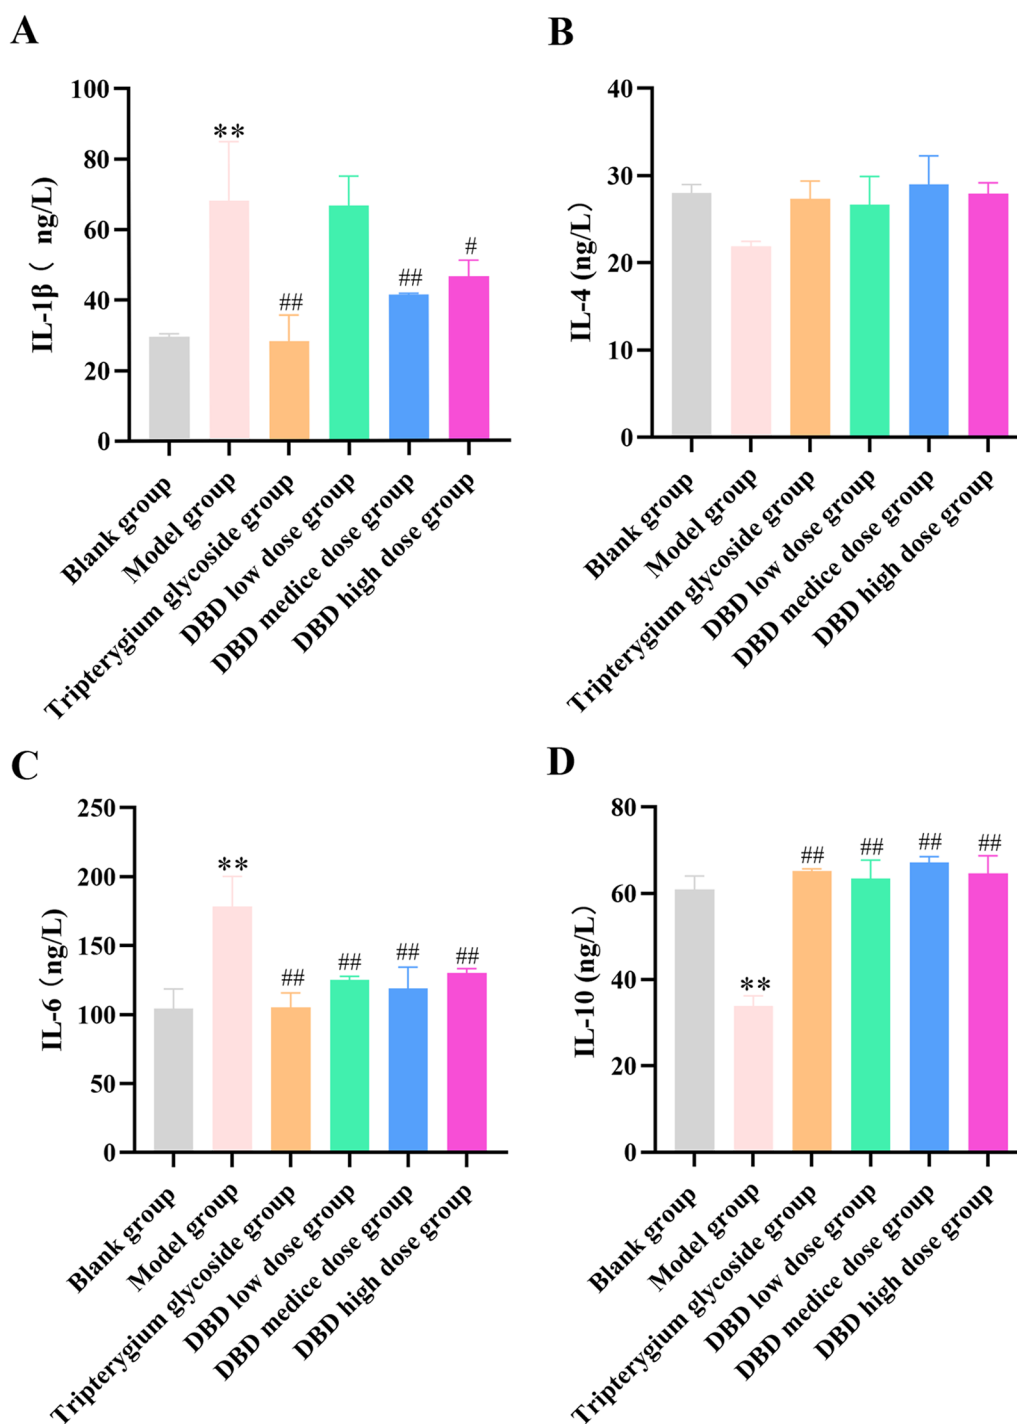 A
IL-1β ( ng/L)
100
80
60
40
20
0
**
##
##
#
Blank group
Model group
Tripterygium glycoside group
DBD low dose group
DBD medice dose group
DBD high dose group
B
IL-4 (ng/L)
40
30
20
10
0
Blank group
Model group
Tripterygium glycoside group
DBD low dose group
DBD medice dose group
DBD high dose group
C
IL-6 (ng/L)
250
200
150
100
50
0
**
##
##
##
##
Blank group
Model group
Tripterygium glycoside group
DBD low dose group
DBD medice dose group
DBD high dose group
D
IL-10 (ng/L)
80
60
40
20
0
**
##
##
##
##
Blank group
Model group
Tripterygium glycoside group
DBD low dose group
DBD medice dose group
DBD high dose group